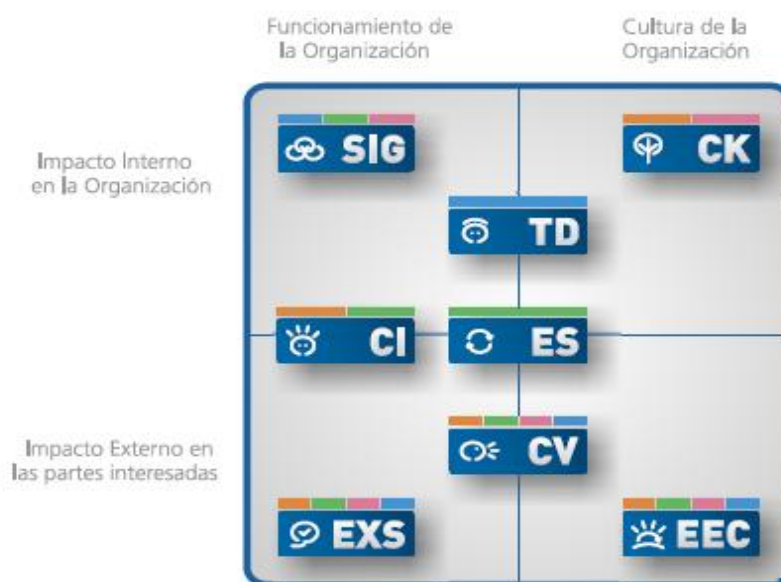 Funcionamiento de
la Organización
Cultura de la
Organización
Impacto Interno
en la Organización
SIG
CK
TD
CI
ES
Impacto Externo en
las partes interesadas
CV
EXS
EEC